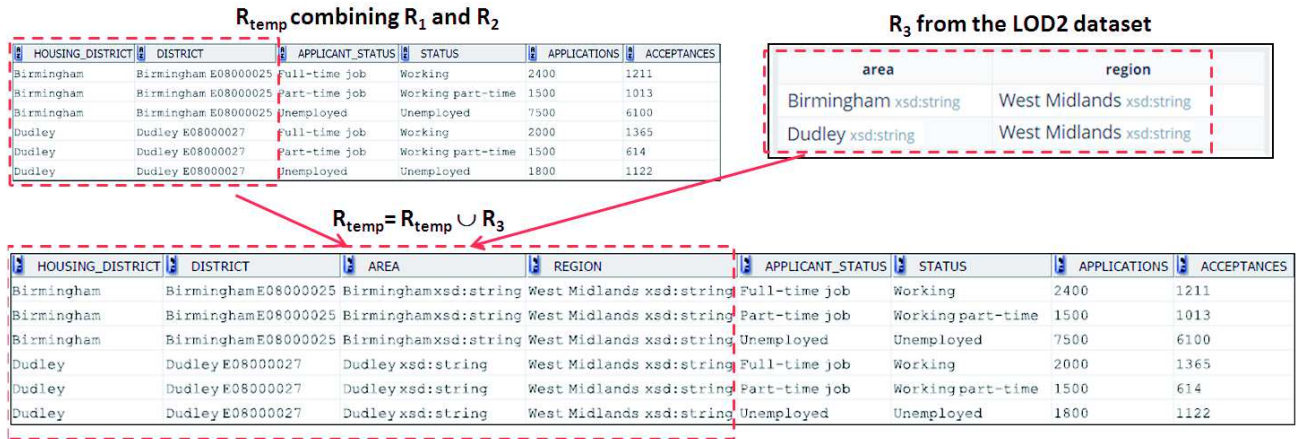 R_temp combining R_1 and R_2
HOUSING_DISTRICT DISTRICT APPLICANT_STATUS STATUS APPLICATIONS ACCEPTANCES
Birmingham Birmingham E08000025 Full-time job Working 2400 1211
Birmingham Birmingham E08000025 Part-time job Working part-time 1500 1013
Birmingham Birmingham E08000025 Unemployed Unemployed 7500 6100
Dudley Dudley E08000027 Full-time job Working 2000 1365
Dudley Dudley E08000027 Part-time job Working part-time 1500 614
Dudley Dudley E08000027 Unemployed Unemployed 1800 1122
R_3 from the LOD2 dataset
area region
Birmingham xsd:string West Midlands xsd:string
Dudley xsd:string West Midlands xsd:string
R_temp= R_temp ∪ R_3
HOUSING_DISTRICT DISTRICT AREA REGION APPLICANT_STATUS STATUS APPLICATIONS ACCEPTANCES
Birmingham BirminghamE08000025 Birminghamxsd:string West Midlands xsd:string Full-time job Working 2400 1211
Birmingham BirminghamE08000025 Birminghamxsd:string West Midlands xsd:string Part-time job Working part-time 1500 1013
Birmingham BirminghamE08000025 Birminghamxsd:string West Midlands xsd:string Unemployed Unemployed 7500 6100
Dudley Dudley E08000027 Dudley xsd:string West Midlands xsd:string Full-time job Working 2000 1365
Dudley Dudley E08000027 Dudley xsd:string West Midlands xsd:string Part-time job Working part-time 1500 614
Dudley Dudley E08000027 Dudley xsd:string West Midlands xsd:string Unemployed Unemployed 1800 1122